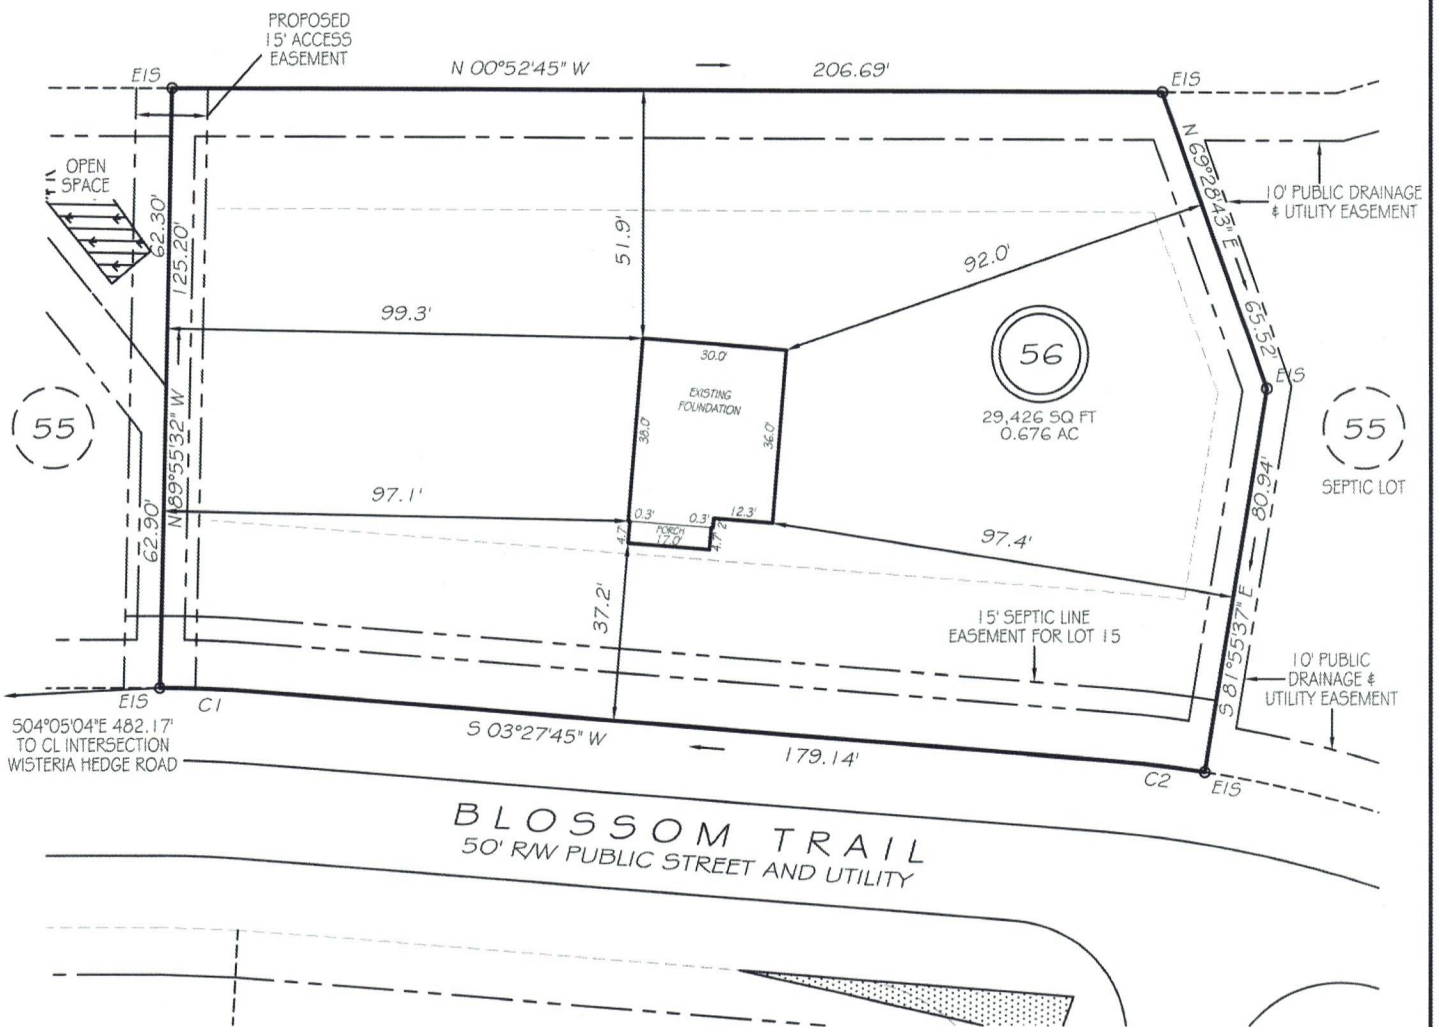 PROPOSED
15' ACCESS
EASEMENT
EIS
N 00°52'45" W
206.69'
EIS
OPEN
SPACE
62.30'
125.20'
N 69°28'43" E
65.52'
10' PUBLIC DRAINAGE
& UTILITY EASEMENT
51.9'
92.0'
99.3'
30.0'
EXISTING
FOUNDATION
38.0'
36.0'
56
29,426 SQ FT
0.676 AC
EIS
55
55
SEPTIC LOT
N 89°55'32" W
62.90'
97.1'
0.3'
0.3'
12.3'
PORCH
17.0'
4.7'
4.7'
2'
97.4'
80.94'
S 81°55'37" E
37.2'
15' SEPTIC LINE
EASEMENT FOR LOT 15
10' PUBLIC
DRAINAGE &
UTILITY EASEMENT
EIS
C1
S04°05'04"E 482.17'
TO CL INTERSECTION
WISTERIA HEDGE ROAD
S 03°27'45" W
179.14'
C2
EIS
BLOSSOM TRAIL
50' R/W PUBLIC STREET AND UTILITY